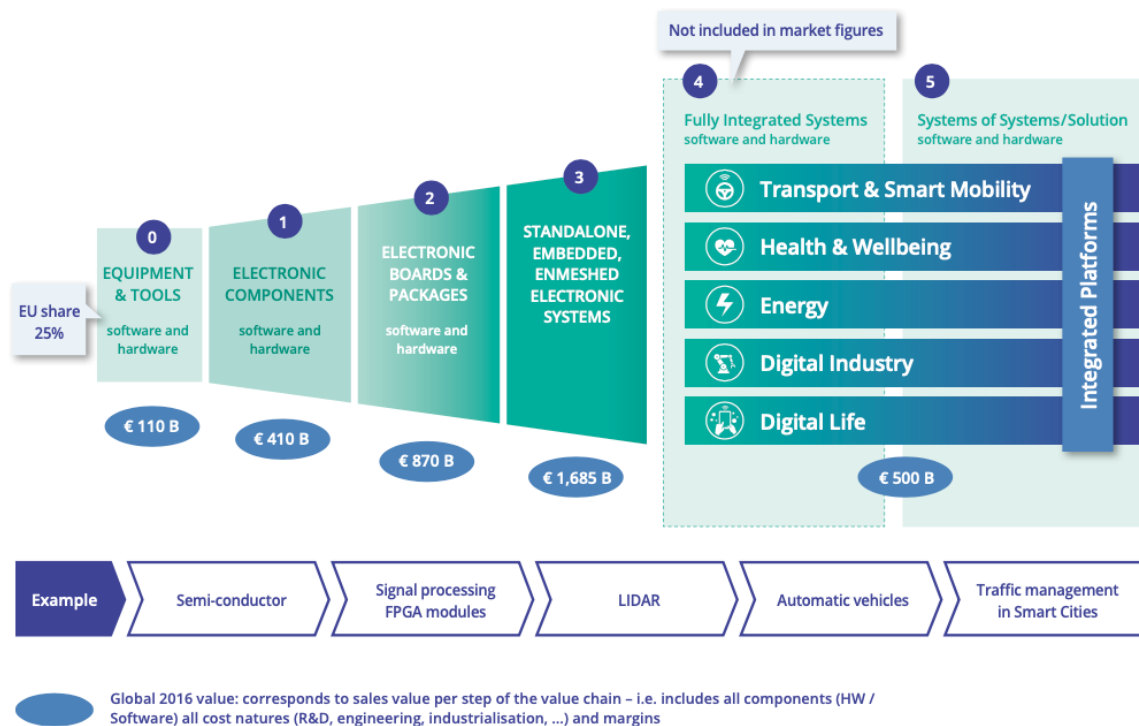 Not included in market figures
4
Fully Integrated Systems
software and hardware
5
Systems of Systems/Solution
software and hardware
0
EQUIPMENT
& TOOLS
software and
hardware
EU share
25%
1
ELECTRONIC
COMPONENTS
software and
hardware
2
ELECTRONIC
BOARDS &
PACKAGES
software and
hardware
3
STANDALONE,
EMBEDDED,
ENMESHED
ELECTRONIC
SYSTEMS
Transport & Smart Mobility
Health & Wellbeing
Energy
Digital Industry
Digital Life
Integrated Platforms
€ 110 B
€ 410 B
€ 870 B
€ 1,685 B
€ 500 B
Example
Semi-conductor
Signal processing
FPGA modules
LIDAR
Automatic vehicles
Traffic management
in Smart Cities
Global 2016 value: corresponds to sales value per step of the value chain – i.e. includes all components (HW /
Software) all cost natures (R&D, engineering, industrialisation, ...) and margins